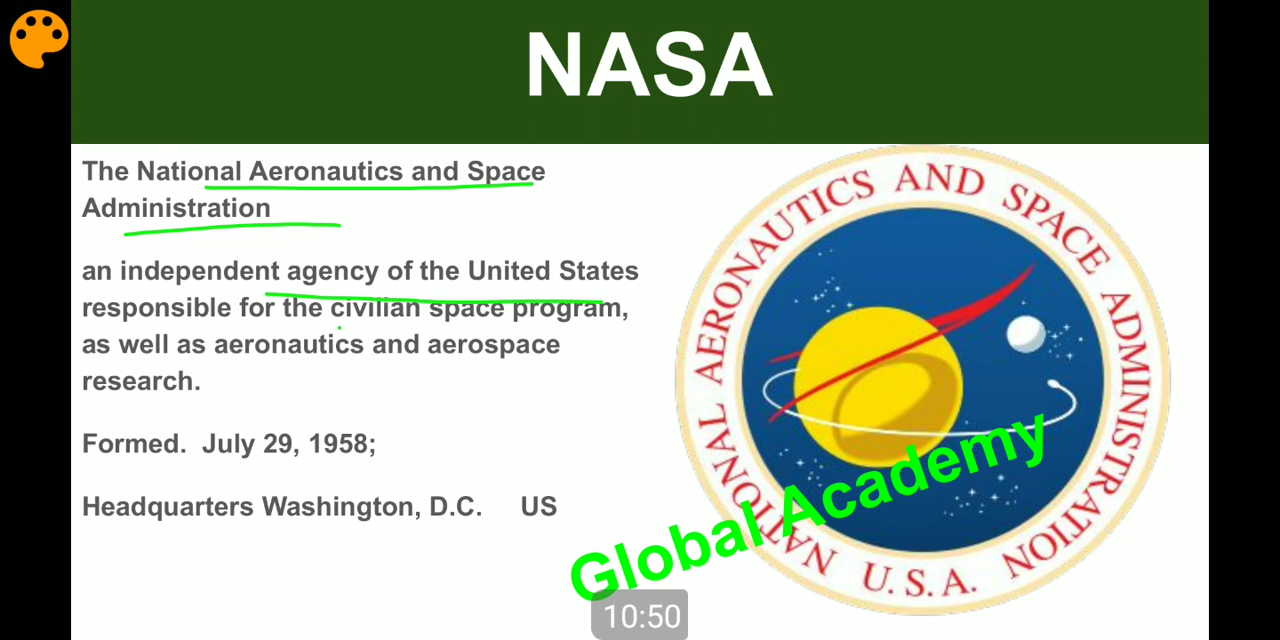 NASA
The National Aeronautics and Space
Administration
an independent agency of the United States
responsible for the civilian space program,
as well as aeronautics and aerospace
research.
Formed.  July 29, 1958;
Headquarters Washington, D.C.     US
NATIONAL AERONAUTICS AND SPACE ADMINISTRATION
U.S.A.
Global Academy
10:50